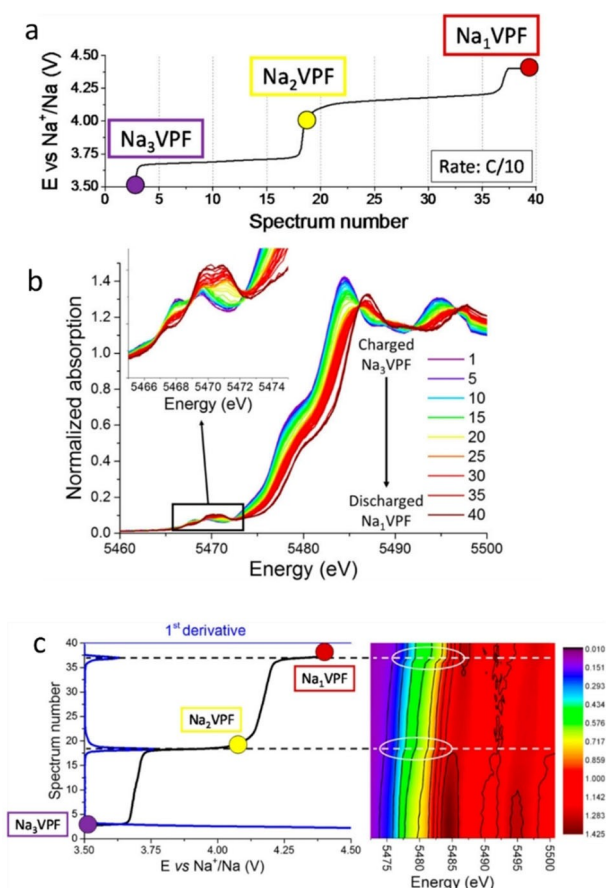 a
E vs Na⁺/Na (V)
4.50
4.25
4.00
3.75
3.50
Na₃VPF
Na₂VPF
Na₁VPF
Rate: C/10
0 5 10 15 20 25 30 35 40
Spectrum number
b
Normalized absorption
1.4
1.2
1.0
0.8
0.6
0.4
0.2
0.0
5466 5468 5470 5472 5474
Energy (eV)
Charged
Na₃VPF
Discharged
Na₁VPF
1
5
10
15
20
25
30
35
40
5460 5470 5480 5490 5500
Energy (eV)
c
1st derivative
Spectrum number
40
35
30
25
20
15
10
5
0
Na₁VPF
Na₂VPF
Na₃VPF
3.50 3.75 4.00 4.25 4.50
E vs Na⁺/Na (V)
5475 5480 5485 5490 5495 5500
Energy (eV)
0.010
0.151
0.293
0.434
0.576
0.717
0.859
1.000
1.142
1.283
1.425